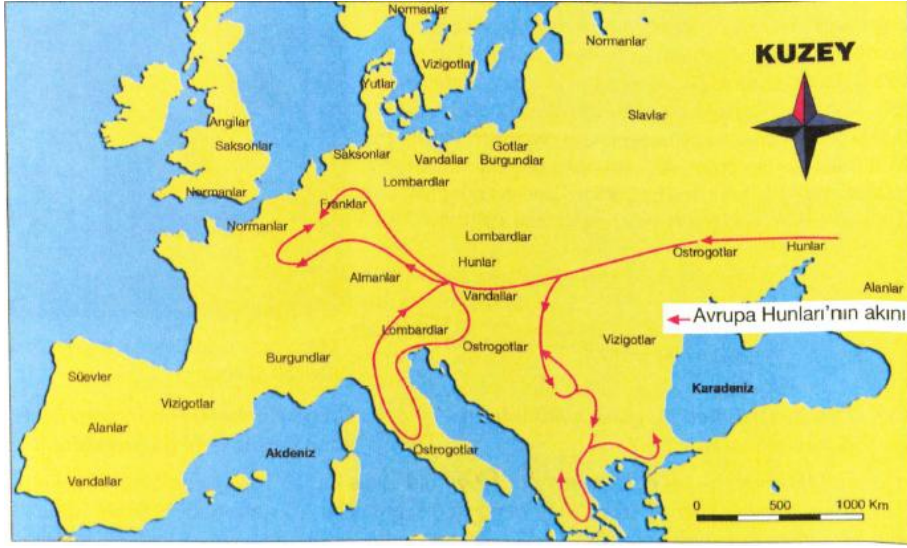 Normanlar
Normanlar
KUZEY
Vizigotlar
Yutlar
Slavlar
Angilar
Saksonlar
Gotlar
Saksonlar
Vandallar
Burgundlar
Lombardlar
Normanlar
Franklar
Normanlar
Lombardlar
Hunlar
Ostrogotlar
Hunlar
Almanlar
Vandallar
Alanlar
Avrupa Hunları'nın akını
Lombardlar
Ostrogotlar
Vizigotlar
Burgundlar
Süevler
Vizigotlar
Karadeniz
Alanlar
Akdeniz
Ostrogotlar
Vandallar
0 500 1000 Km